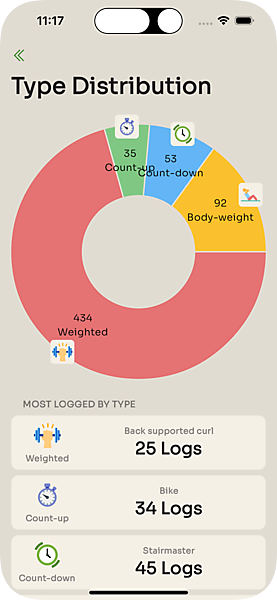 11:17
Type Distribution
35
Count-up
53
Count-down
92
Body-weight
434
Weighted
MOST LOGGED BY TYPE
Back supported curl
25 Logs
Weighted
Bike
34 Logs
Count-up
Stairmaster
45 Logs
Count-down